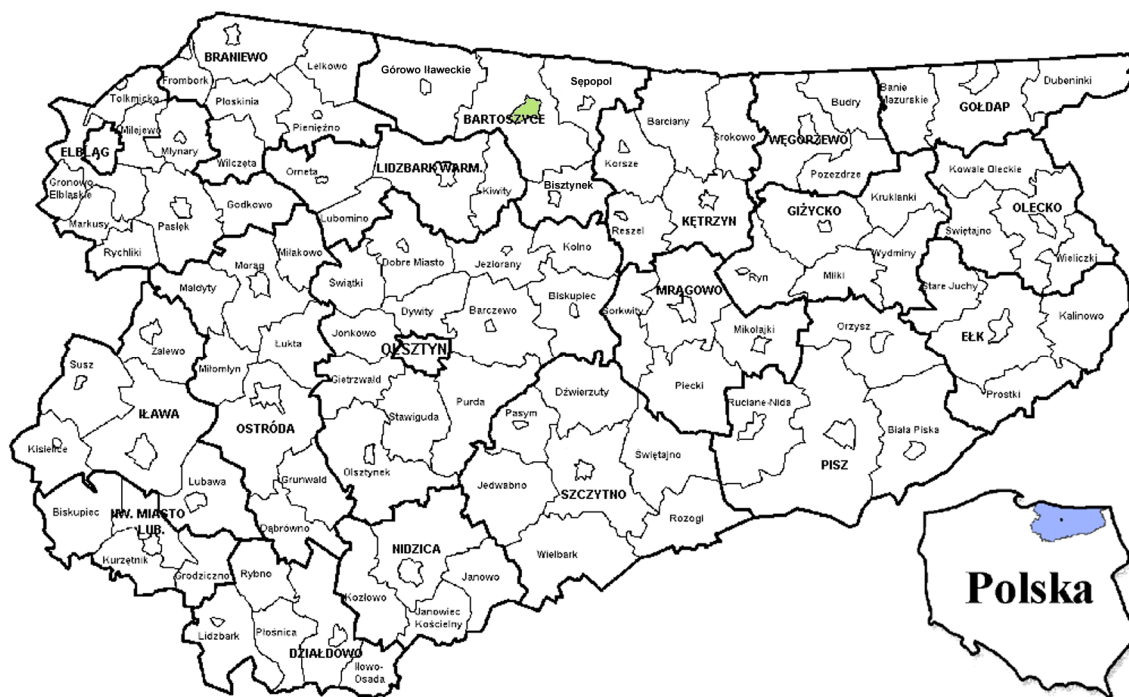 BRANIEWO
Lelkowo
Górowo Iławeckie
Sępopol
Frombork
Płoskinia
Pieniężno
Tolkmicko
Milejewo
Młynary
Wilczęta
BARTOSZYCE
Barciany
Srokowo
Budry
WĘGORZEWO
Banie
Mazurskie
GOŁDAP
Dubeninki
ELBLĄG
Gronowo
Elbląskie
Markusy
Pasłęk
Godkowo
Rychliki
Orneta
LIDZBARK WARM.
Kiwity
Lubomino
Bisztynek
Korsze
Reszel
KĘTRZYN
Pozezdrze
Kruklanki
GIŻYCKO
Wydminy
Ryn
Miłki
Kowale Oleckie
OLECKO
Świętajno
Wieliczki
Miłakowo
Morąg
Małdyty
Świątki
Dobre Miasto
Jeziorany
Kolno
Dywity
Barczewo
Biskupiec
Sorkwity
MRĄGOWO
Mikołajki
Orzysz
Stare Juchy
EŁK
Kalinowo
Prostki
Zalewo
Susz
Łukta
Miłomłyn
Jonkowo
OLSZTYN
Gietrzwałd
Stawiguda
Purda
Dźwierzuty
Pasym
Piecki
Ruciane-Nida
Biała Piska
PISZ
IŁAWA
OSTRÓDA
Kisielice
Lubawa
Grunwald
Olsztynek
Jedwabno
SZCZYTNO
Świętajno
Rozogi
Biskupiec
NW. MIASTO
LUB.
Kurzętnik
Grodziczno
Dąbrówno
Rybno
NIDZICA
Wielbark
Janowo
Kozłowo
Janowiec
Kościelny
Lidzbark
Płośnica
DZIAŁDOWO
Iłowo-
Osada
Polska